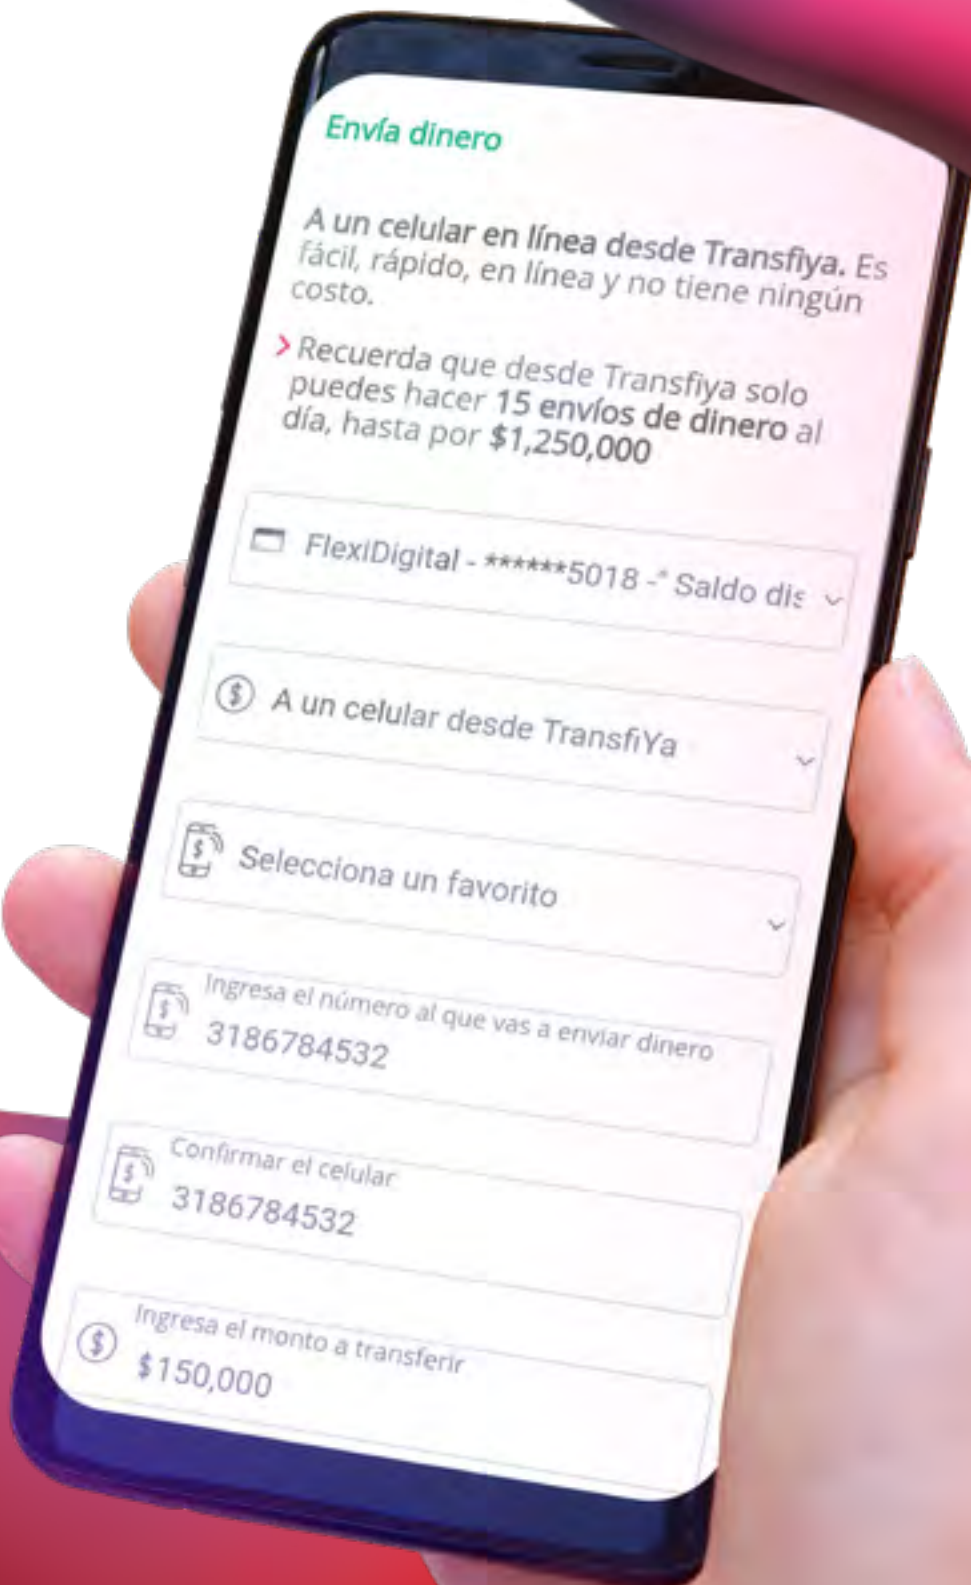 Envía dinero
A un celular en línea desde Transfiya. Es
fácil, rápido, en línea y no tiene ningún
costo.
Recuerda que desde Transfiya solo
puedes hacer 15 envíos de dinero al
día, hasta por $1,250,000
FlexiDigital - ******5018 -* Saldo dis
A un celular desde TransfiYa
Selecciona un favorito
Ingresa el número al que vas a enviar dinero
3186784532
Confirmar el celular
3186784532
Ingresa el monto a transferir
$150,000